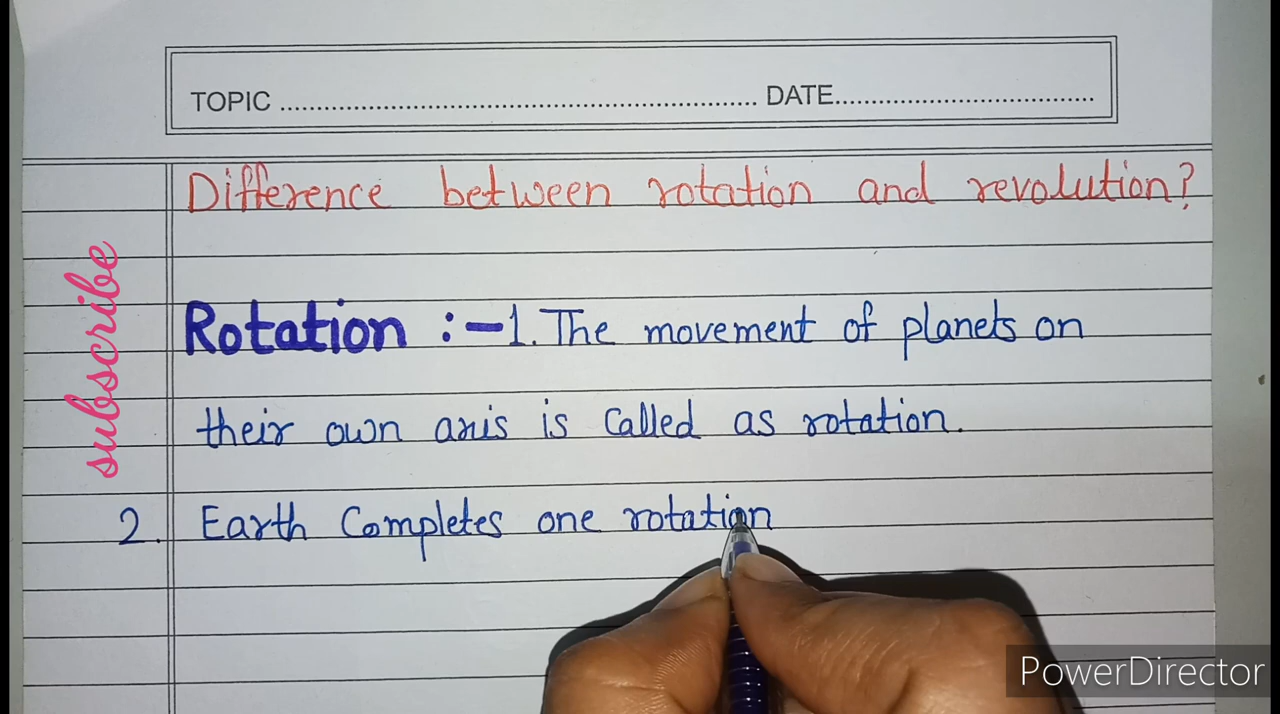 TOPIC ................................................................................ DATE............................................
Difference between rotation and revolution?
subscribe
Rotation :- 1. The movement of planets on
their own axis is called as rotation.
2. Earth Completes one rotation
PowerDirector